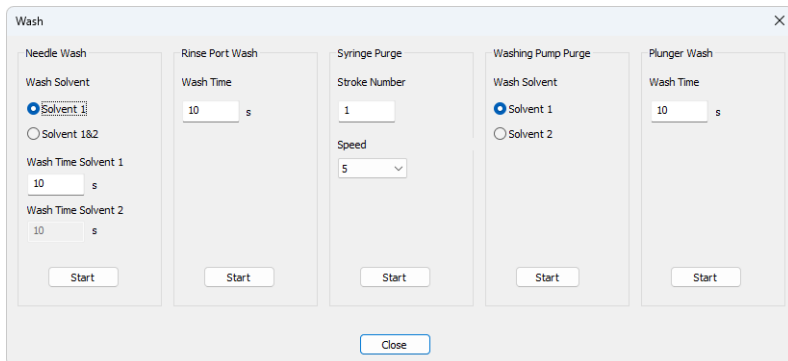 Wash
Needle Wash
Wash Solvent
Solvent 1
Solvent 1&2
Wash Time Solvent 1
10 s
Wash Time Solvent 2
10 s
Start
Rinse Port Wash
Wash Time
10 s
Start
Syringe Purge
Stroke Number
1
Speed
5
Start
Washing Pump Purge
Wash Solvent
Solvent 1
Solvent 2
Start
Plunger Wash
Wash Time
10 s
Start
Close